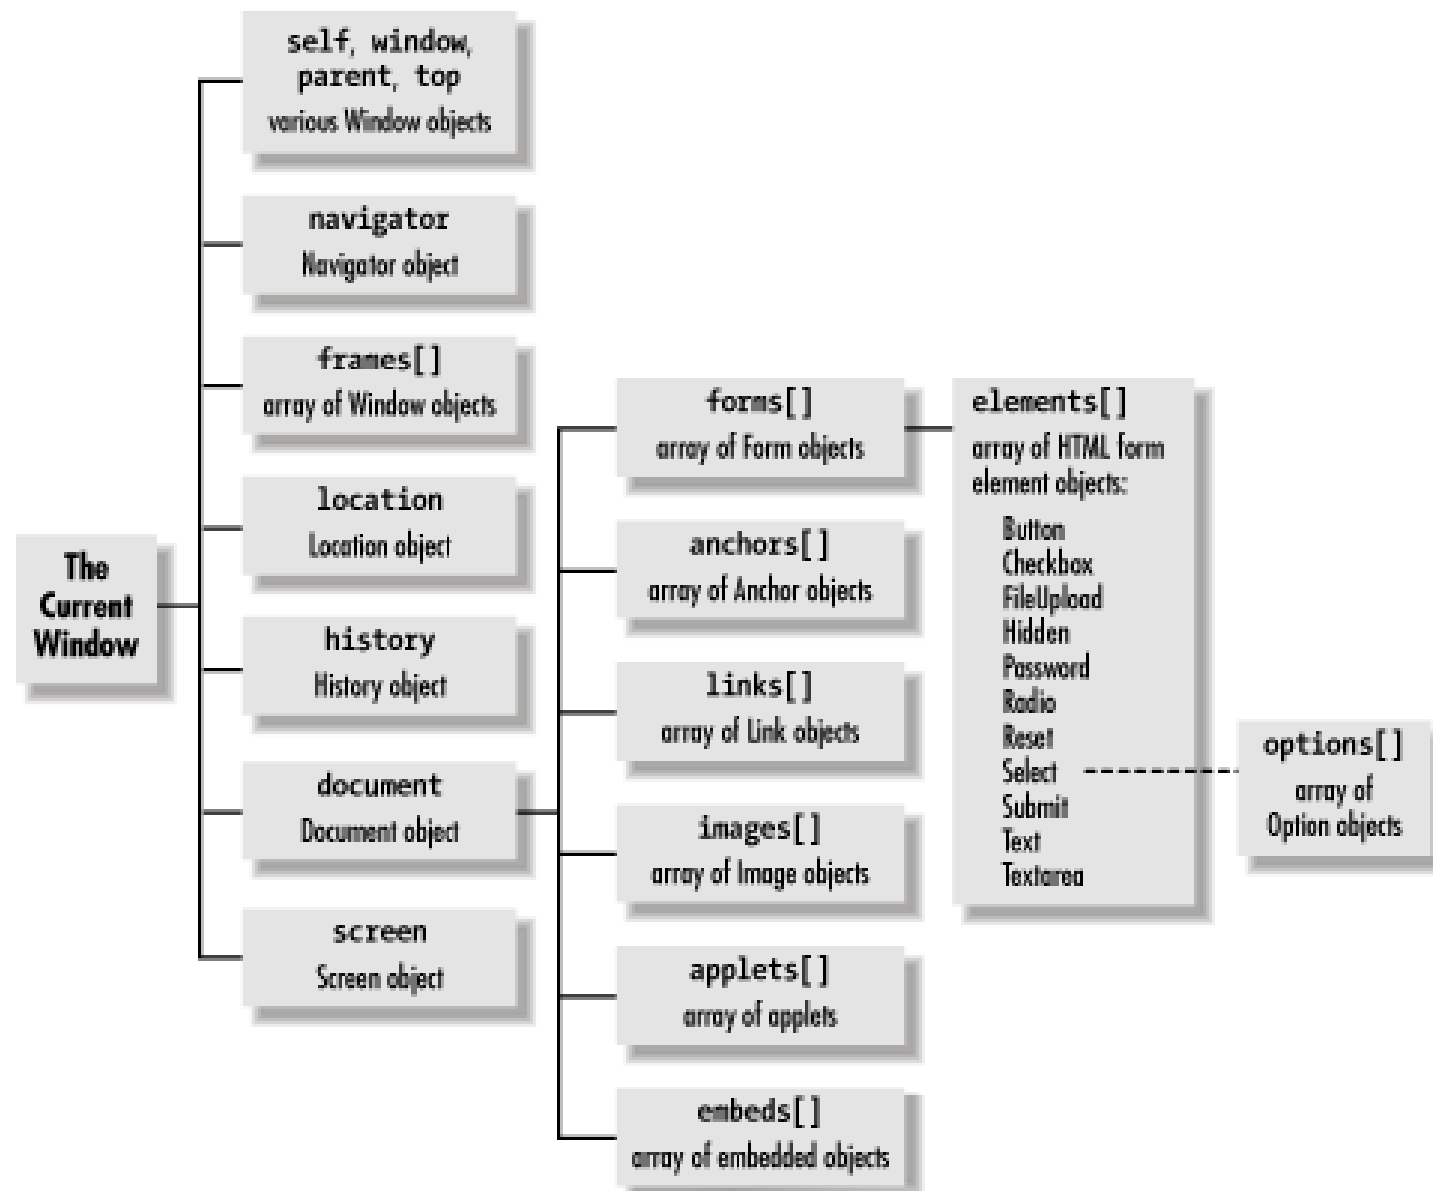 self, window,
parent, top
various Window objects
navigator
Navigator object
frames[]
array of Window objects
location
Location object
The
Current
Window
history
History object
document
Document object
screen
Screen object
forms[]
array of Form objects
anchors[]
array of Anchor objects
links[]
array of Link objects
images[]
array of Image objects
applets[]
array of applets
embeds[]
array of embedded objects
elements[]
array of HTML form
element objects:
Button
Checkbox
FileUpload
Hidden
Password
Radio
Reset
Select
Submit
Text
Textarea
options[]
array of
Option objects